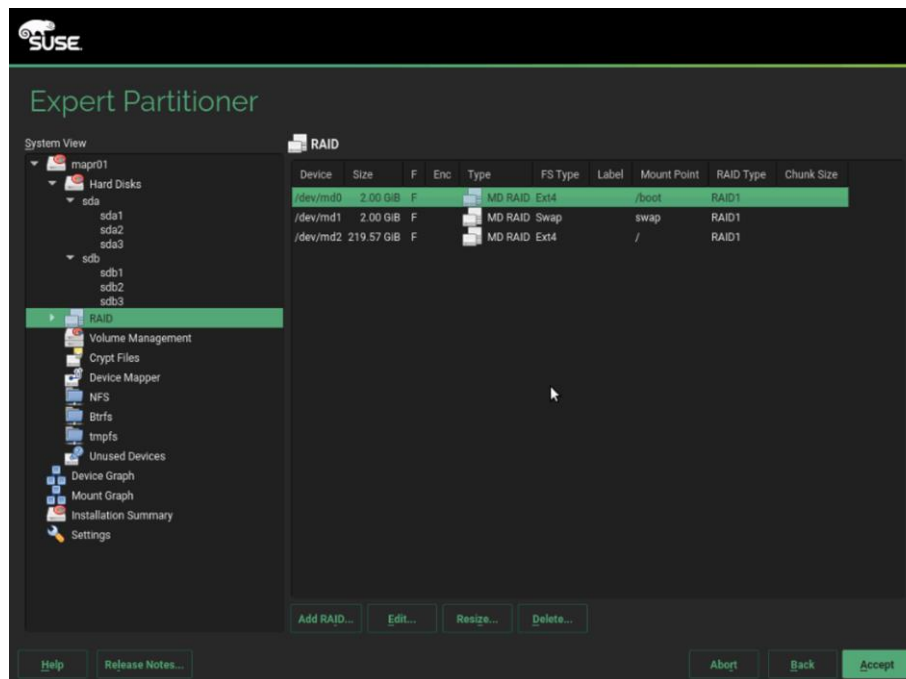 SUSE.
Expert Partitioner
System View
mapr01
Hard Disks
sda
sda1
sda2
sda3
sdb
sdb1
sdb2
sdb3
RAID
Volume Management
Crypt Files
Device Mapper
NFS
Btrfs
tmpfs
Unused Devices
Device Graph
Mount Graph
Installation Summary
Settings
RAID
Device Size F Enc Type FS Type Label Mount Point RAID Type Chunk Size
/dev/md0 2.00 GiB F MD RAID Ext4 /boot RAID1
/dev/md1 2.00 GiB F MD RAID Swap swap RAID1
/dev/md2 219.57 GiB F MD RAID Ext4 / RAID1
Add RAID... Edit... Resize... Delete...
Help Release Notes... Abort Back Accept